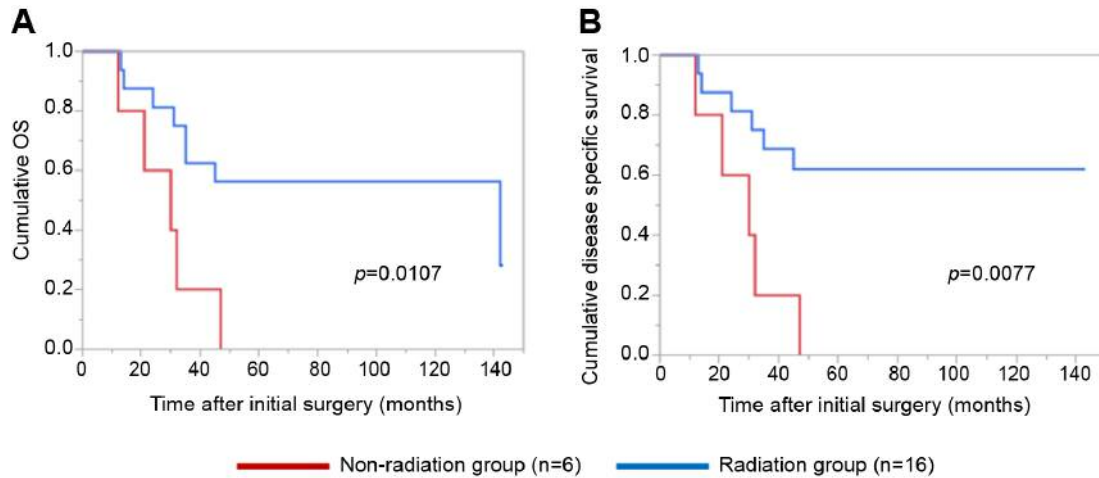 A
1.0
0.8
0.6
0.4
0.2
0.0
Cumulative OS
p=0.0107
0 20 40 60 80 100 120 140
Time after initial surgery (months)
B
1.0
0.8
0.6
0.4
0.2
0.0
Cumulative disease specific survival
p=0.0077
0 20 40 60 80 100 120 140
Time after initial surgery (months)
Non-radiation group (n=6)
Radiation group (n=16)